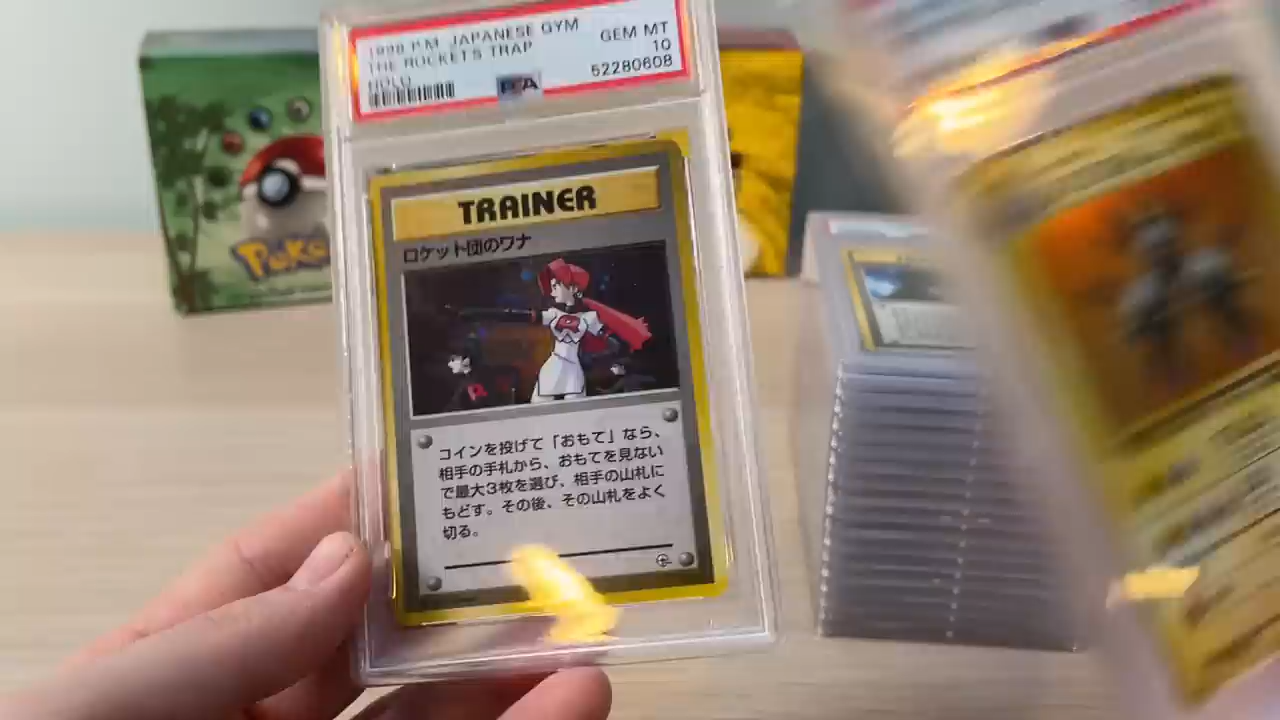 1998 P.M. JAPANESE GYM
GEM MT
THE ROCKETS TRAP
10
HOLO
52280608
PSA
TRAINER
ロケット団のワナ
コインを投げて「おもて」なら、
相手の手札から、おもてを見ない
で最大3枚を選び、相手の山札に
もどす。その後、その山札をよく
切る。